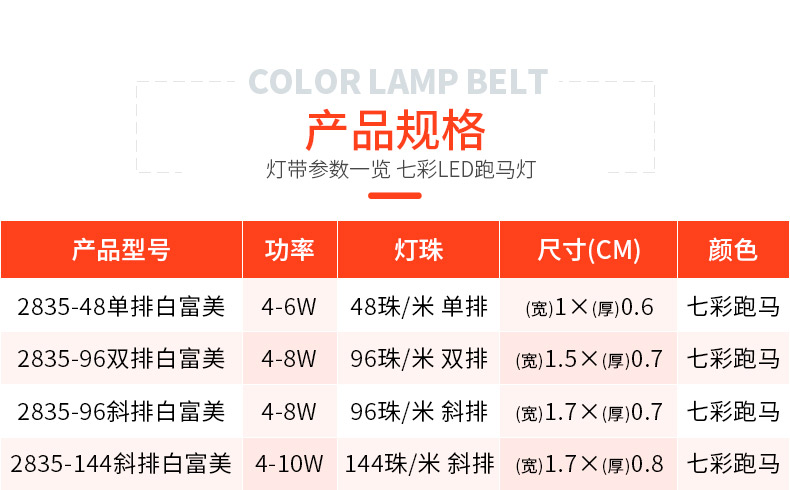 COLOR LAMP BELT
产品规格
灯带参数一览 七彩LED跑马灯
产品型号 功率 灯珠 尺寸(CM) 颜色
2835-48单排白富美 4-6W 48珠/米 单排 (宽)1×(厚)0.6 七彩跑马
2835-96双排白富美 4-8W 96珠/米 双排 (宽)1.5×(厚)0.7 七彩跑马
2835-96斜排白富美 4-8W 96珠/米 斜排 (宽)1.7×(厚)0.7 七彩跑马
2835-144斜排白富美 4-10W 144珠/米 斜排 (宽)1.7×(厚)0.8 七彩跑马